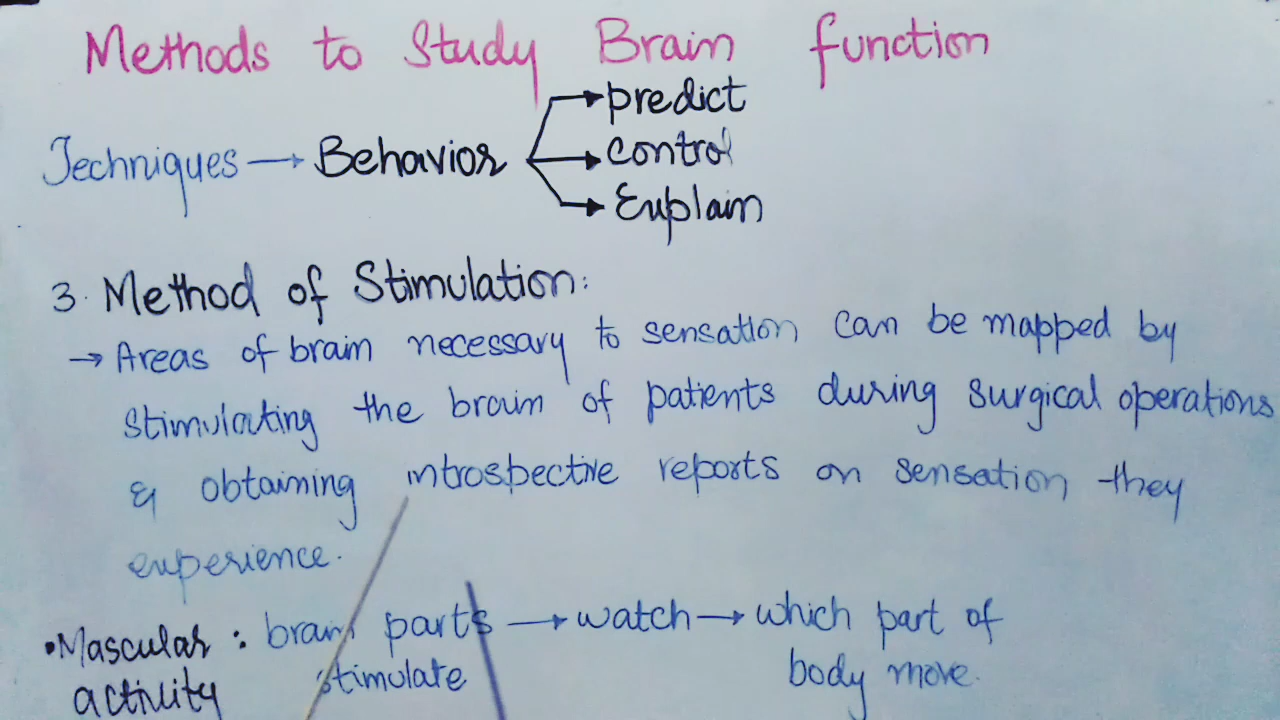 Methods to Study Brain function
predict
Techniques → Behavior → control
Explain
3. Method of Stimulation:
→ Areas of brain necessary to sensation can be mapped by
stimulating the brain of patients during surgical operations
& obtaining introspective reports on sensation they
experience.
• Mascular : brain parts → watch → which part of
activity stimulate body move.